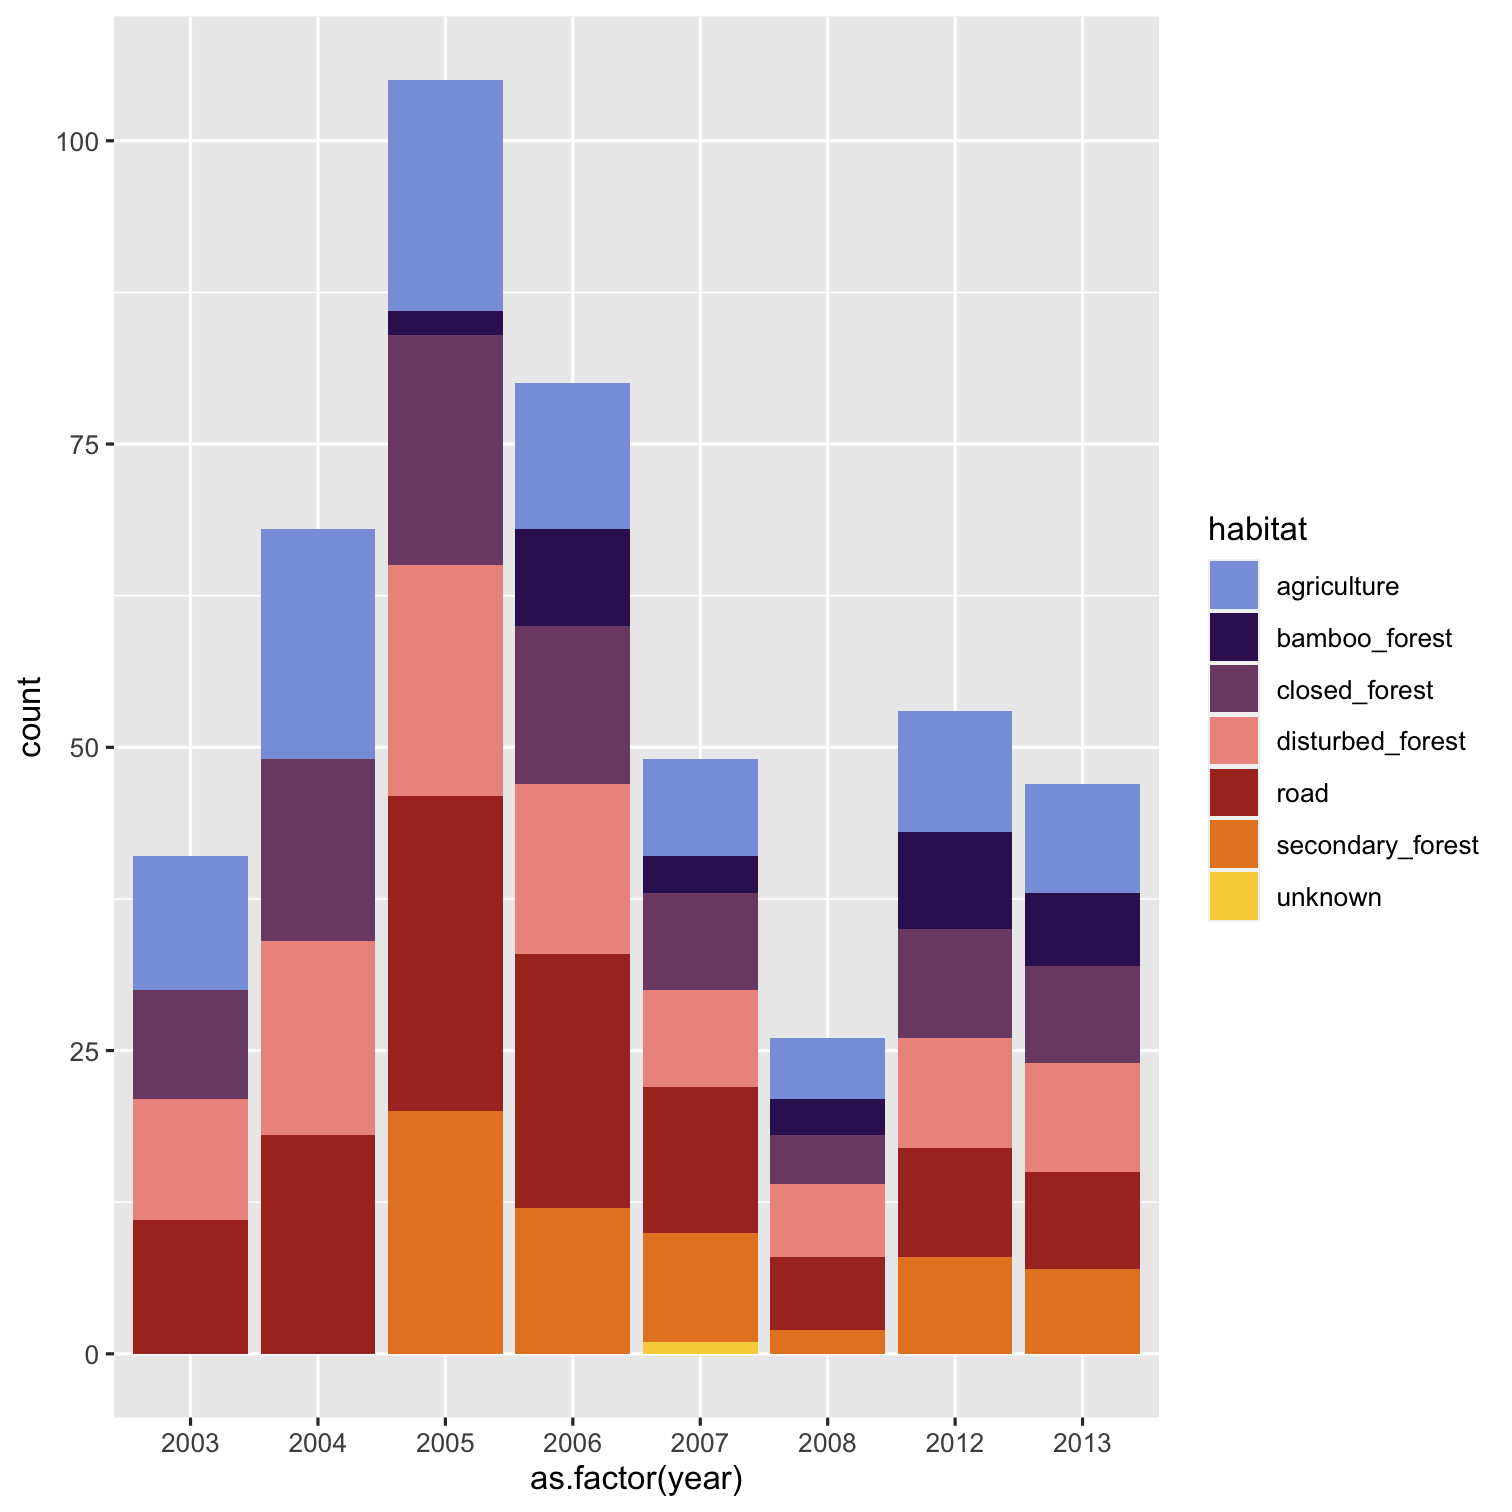 100
75
50
25
0
count
2003 2004 2005 2006 2007 2008 2012 2013
as.factor(year)
habitat
agriculture
bamboo_forest
closed_forest
disturbed_forest
road
secondary_forest
unknown